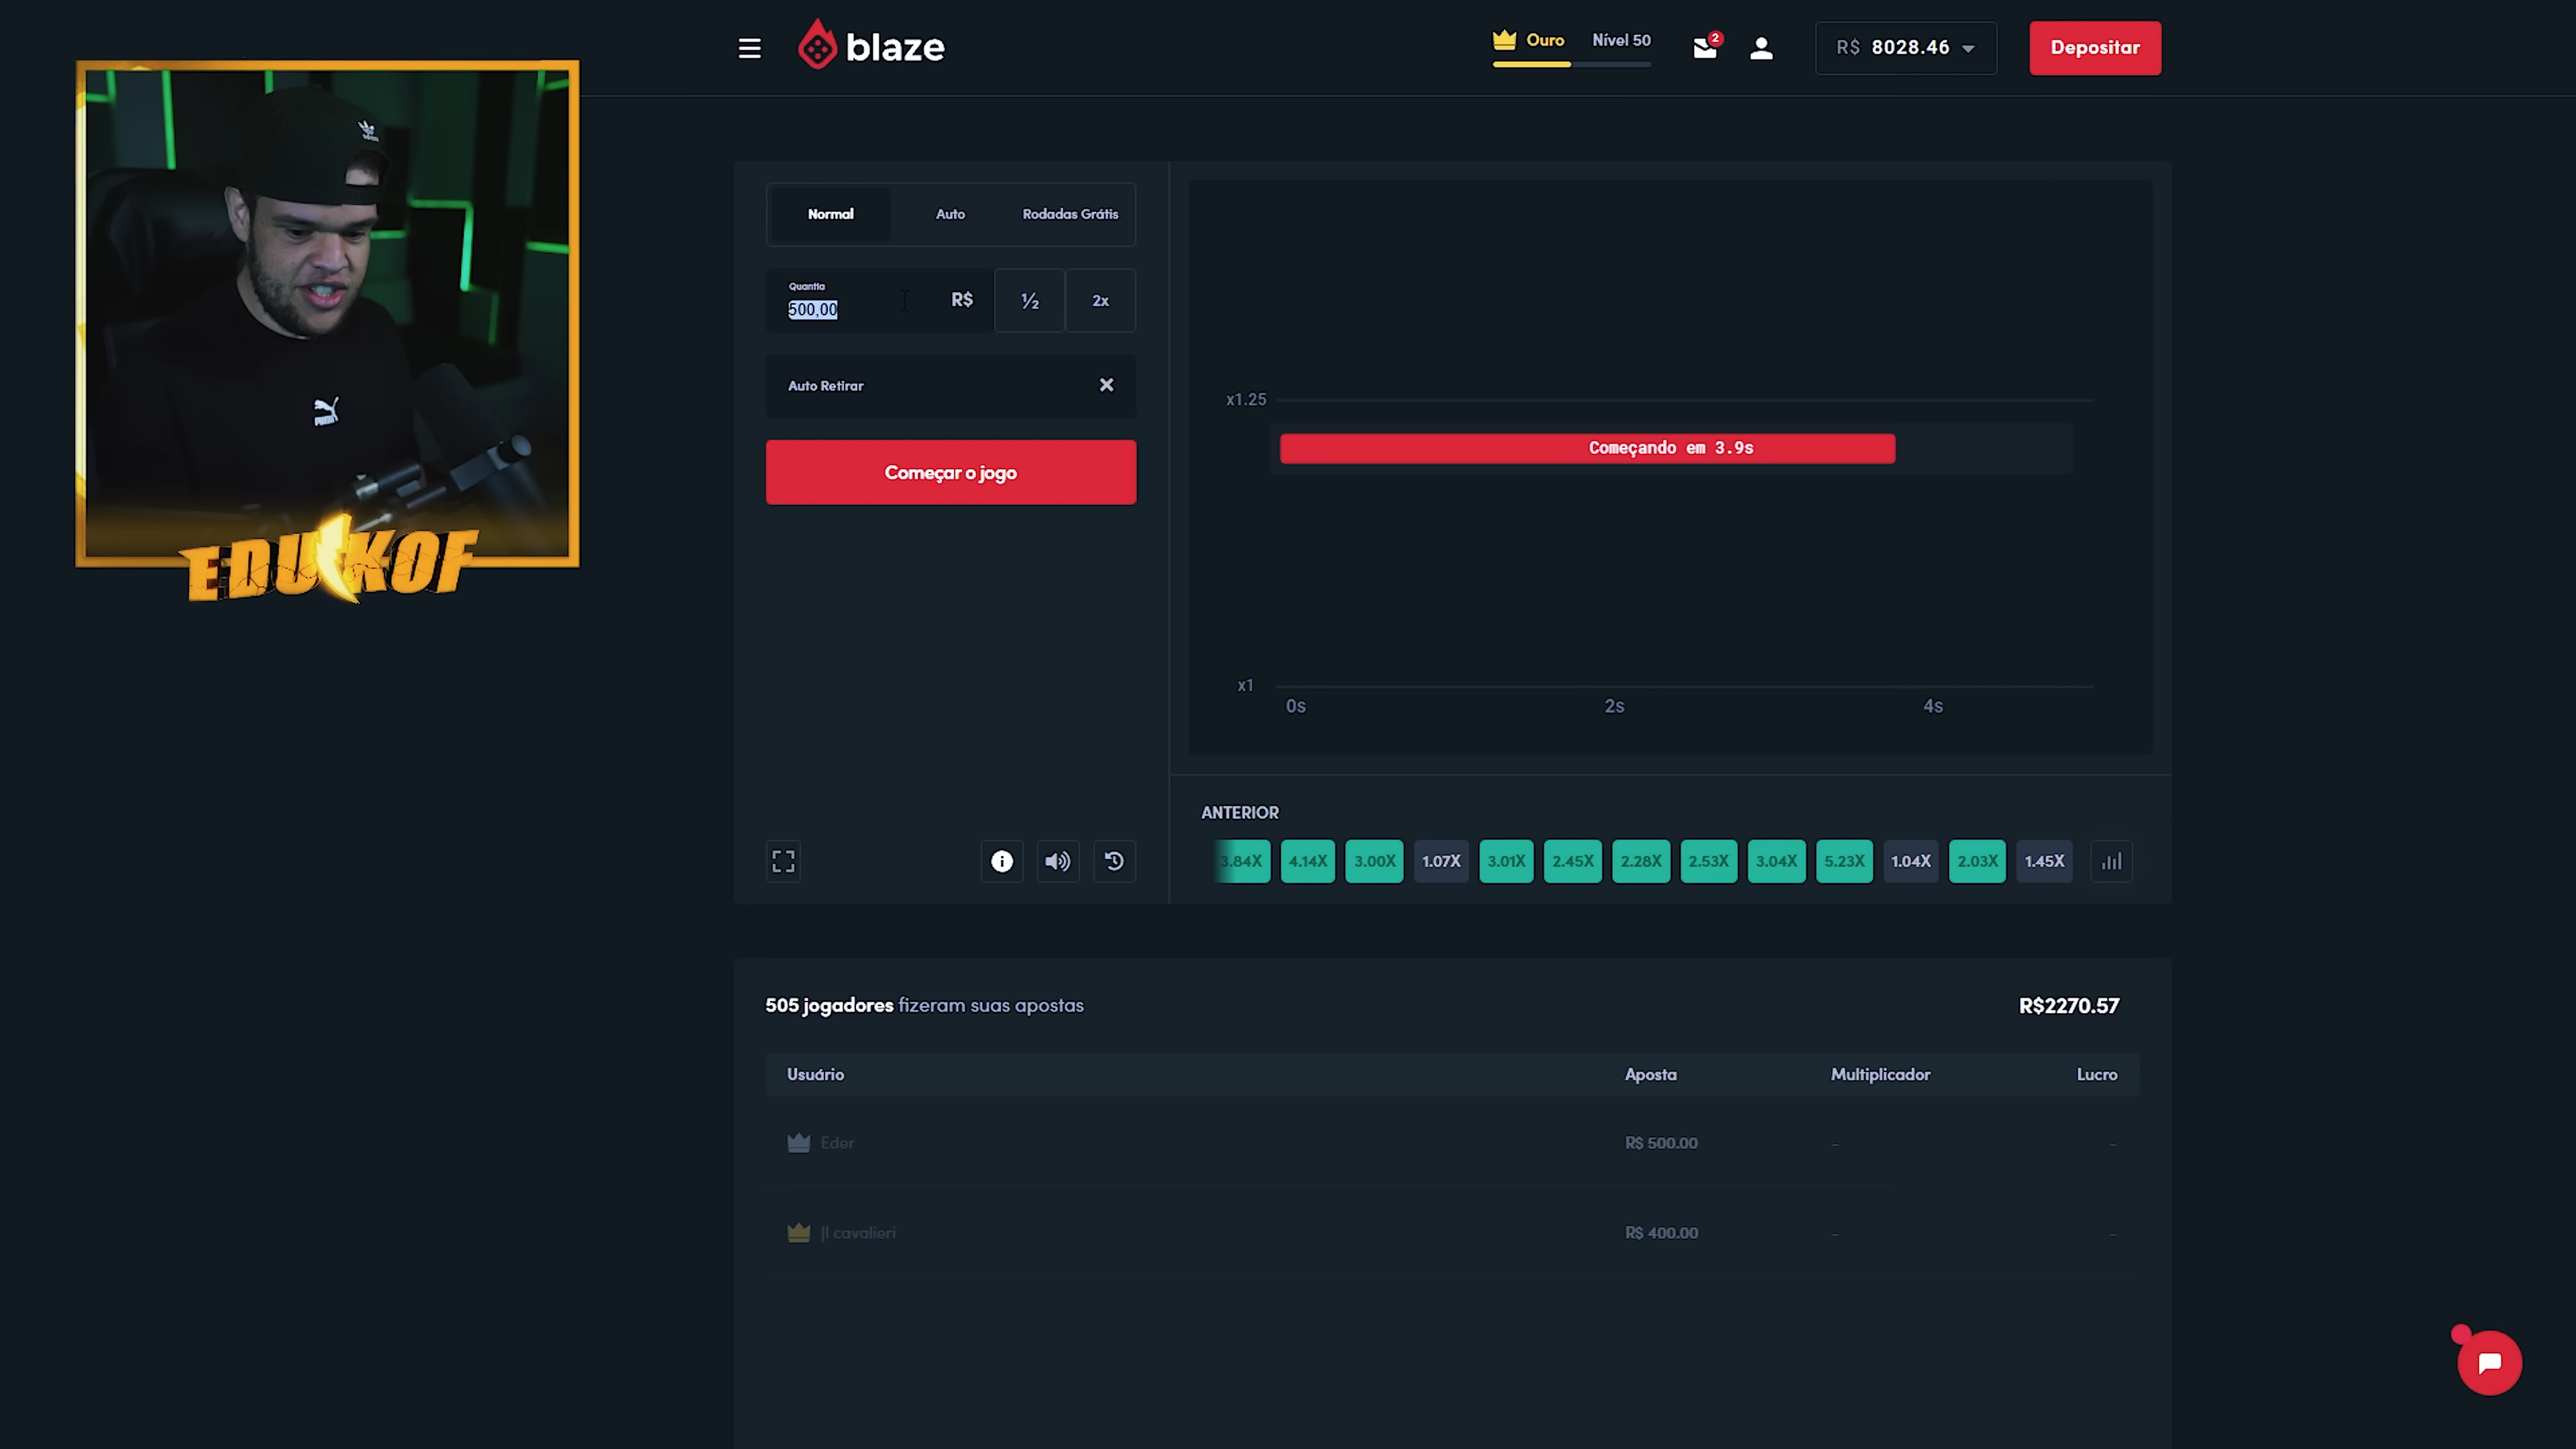 blaze
Ouro Nível 50
2
R$ 8028.46
Depositar
Normal Auto Rodadas Grátis
Quantia
500,00
R$ ½ 2x
Auto Retirar
Começar o jogo
x1.25
Começando em 3.9s
x1
0s 2s 4s
PUMA
EDUKOF
ANTERIOR
3.84X 4.14X 3.00X 1.07X 3.01X 2.45X 2.28X 2.53X 3.04X 5.23X 1.04X 2.03X 1.45X
505 jogadores fizeram suas apostas
R$2270.57
Usuário Aposta Multiplicador Lucro
Eder R$ 500.00 - -
Jl cavalieri R$ 400.00 - -